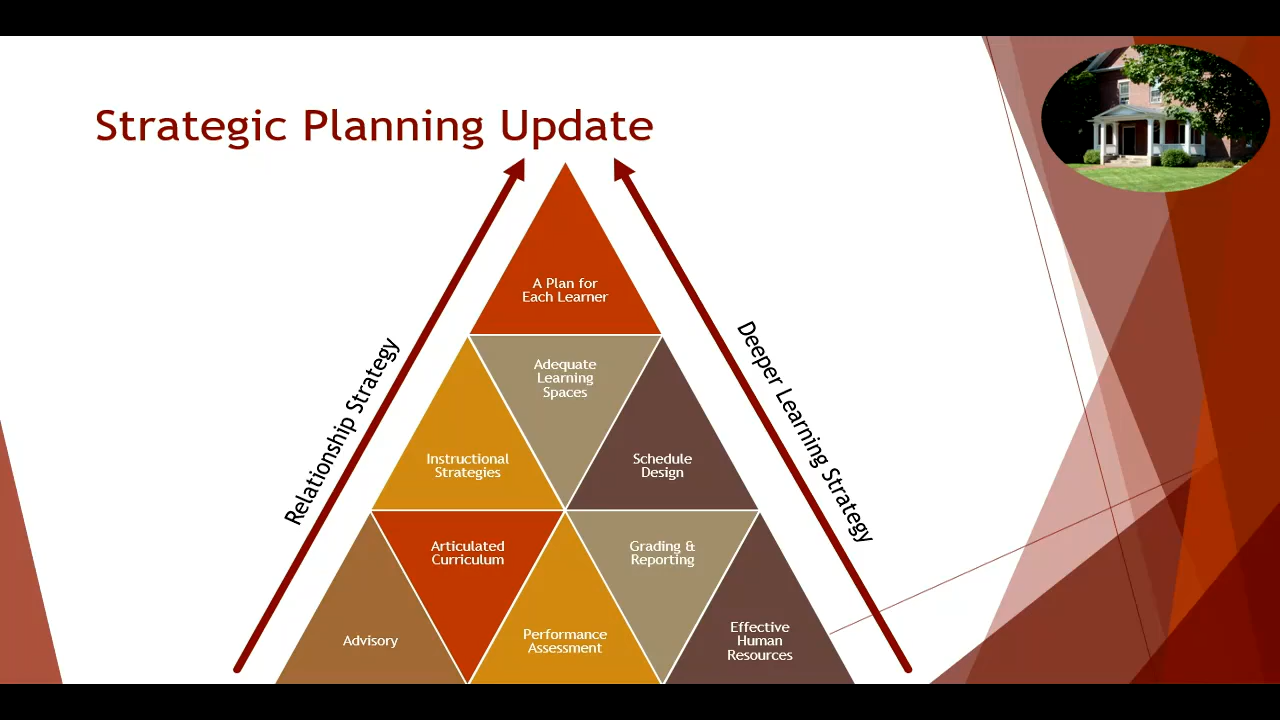 Strategic Planning Update
A Plan for
Each Learner
Adequate
Learning
Spaces
Relationship Strategy
Deeper Learning Strategy
Instructional
Strategies
Schedule
Design
Articulated
Curriculum
Grading &
Reporting
Advisory
Performance
Assessment
Effective
Human
Resources